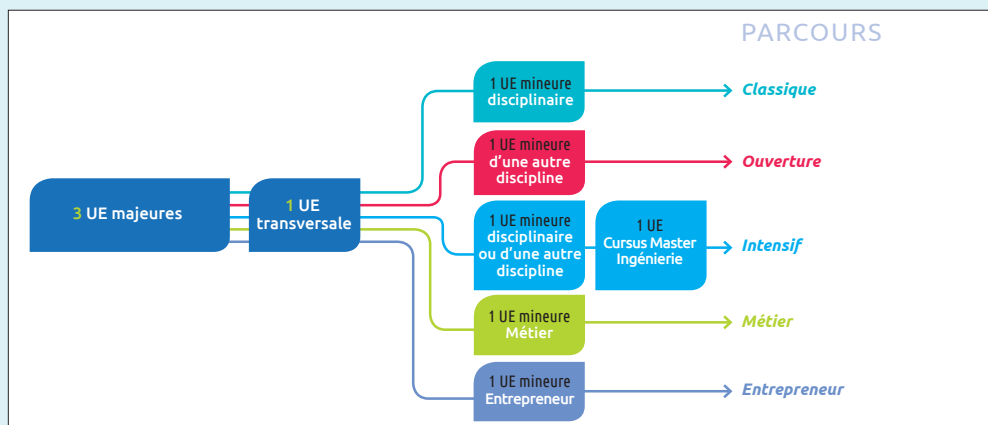 PARCOURS
1 UE mineure
disciplinaire
Classique
1 UE mineure
d'une autre
discipline
Ouverture
3 UE majeures
1 UE
transversale
1 UE mineure
disciplinaire
ou d'une autre
discipline
1 UE
Cursus Master
Ingénierie
Intensif
1 UE mineure
Métier
Métier
1 UE mineure
Entrepreneur
Entrepreneur